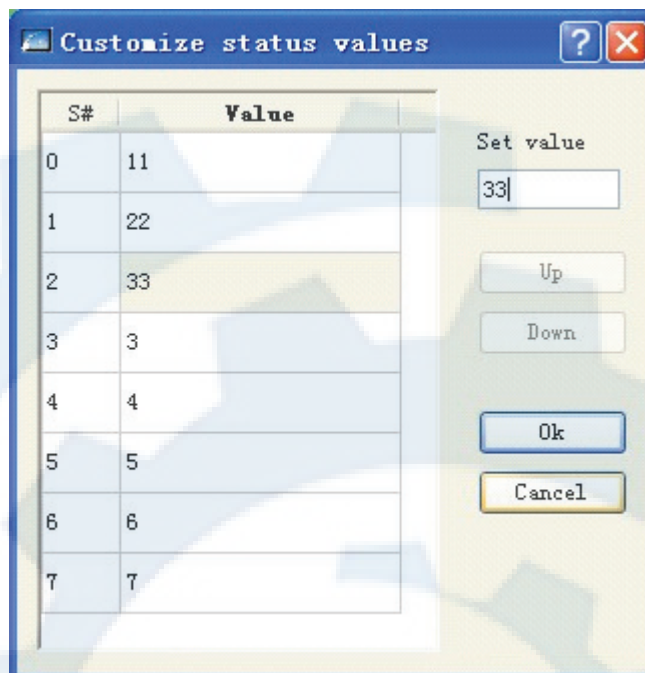 Customize status values
S# Value
0 11
1 22
2 33
3 3
4 4
5 5
6 6
7 7
Set value
33
Up
Down
Ok
Cancel